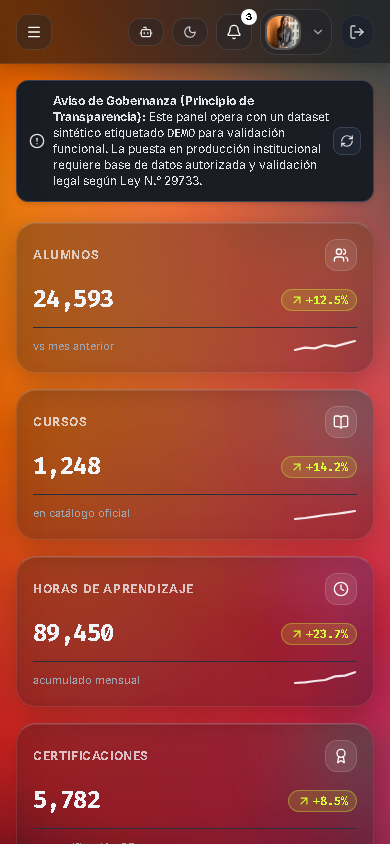 3
Aviso de Gobernanza (Principio de
Transparencia): Este panel opera con un dataset
sintético etiquetado DEMO para validación
funcional. La puesta en producción institucional
requiere base de datos autorizada y validación
legal según Ley N.º 29733.
ALUMNOS
24,593
+12.5%
vs mes anterior
CURSOS
1,248
+14.2%
en catálogo oficial
HORAS DE APRENDIZAJE
89,450
+23.7%
acumulado mensual
CERTIFICACIONES
5,782
+8.5%